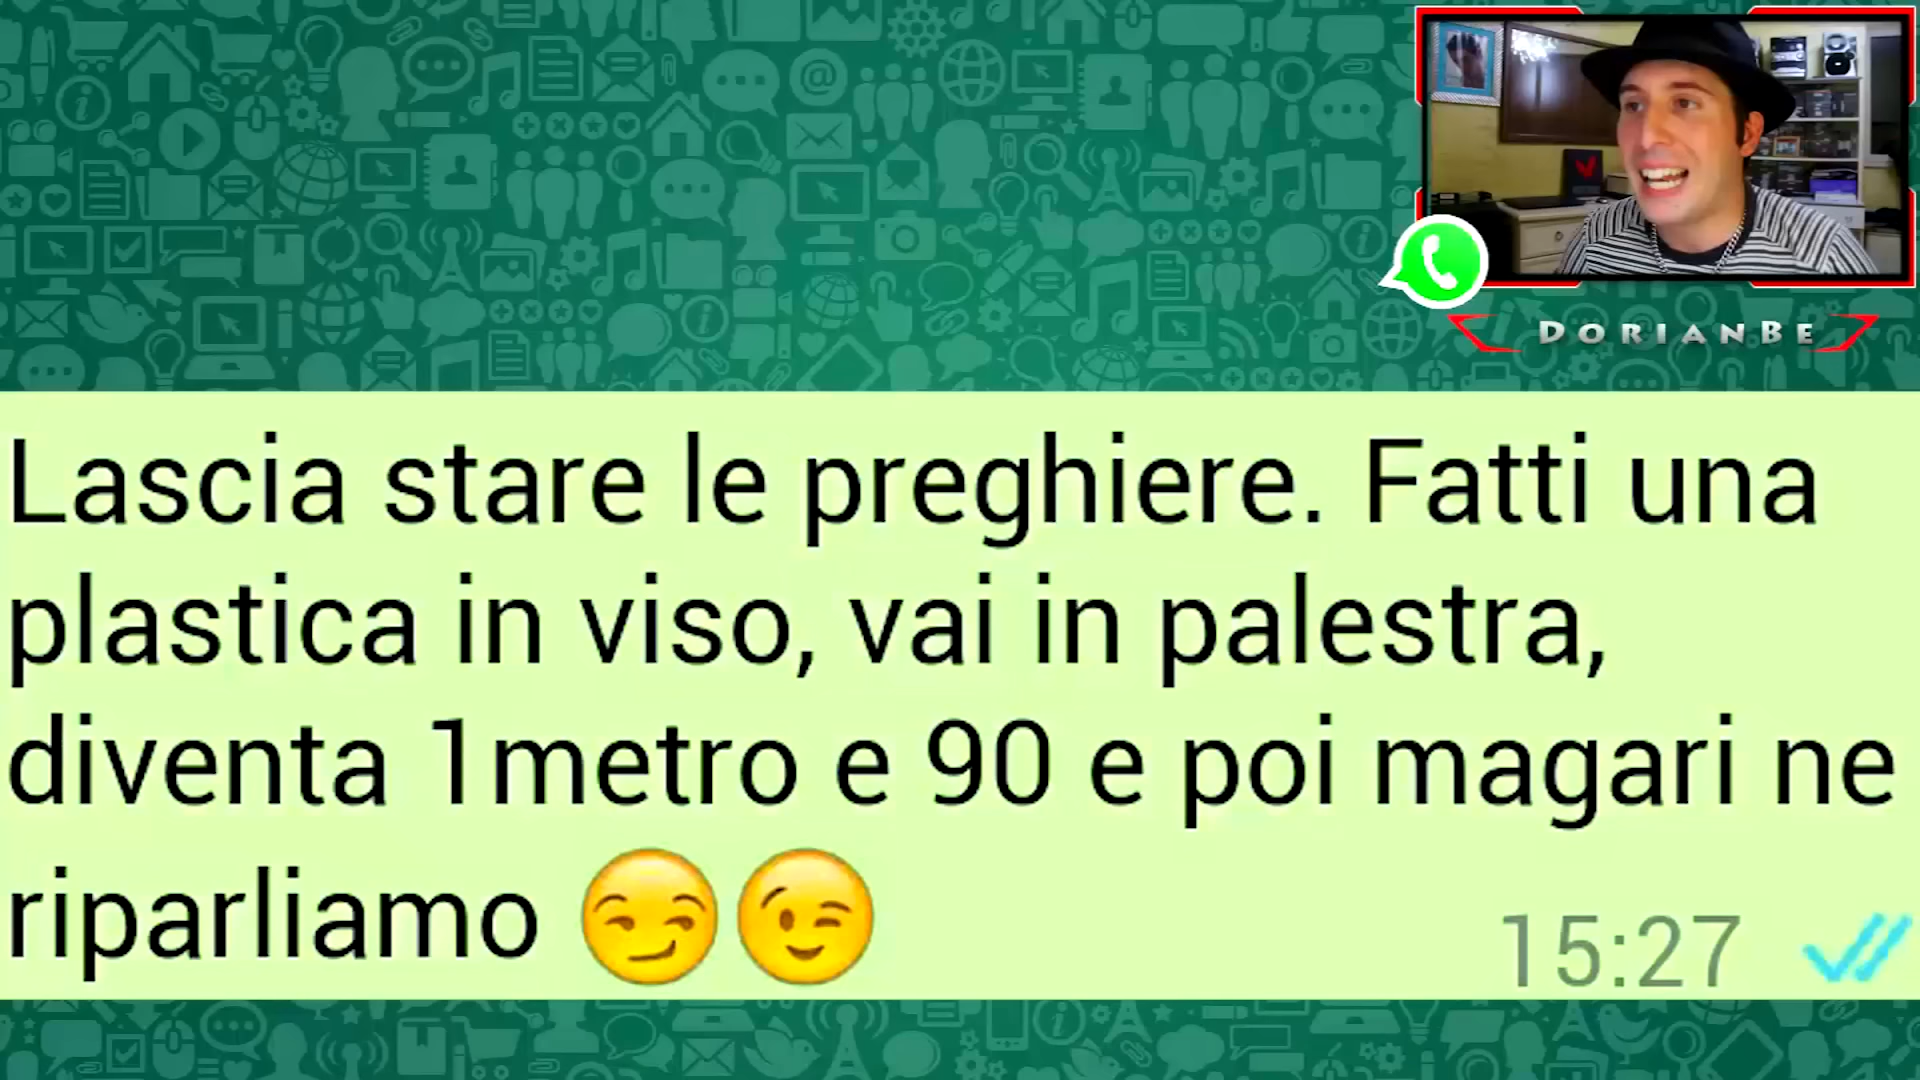 DORIANBE
Lascia stare le preghiere. Fatti una
plastica in viso, vai in palestra,
diventa 1metro e 90 e poi magari ne
riparliamo 😏😉
15:27